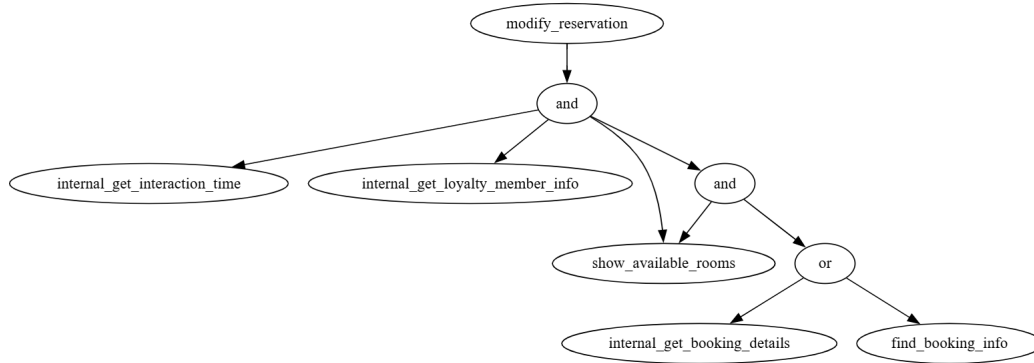 modify_reservation
and
internal_get_interaction_time
internal_get_loyalty_member_info
and
show_available_rooms
or
internal_get_booking_details
find_booking_info